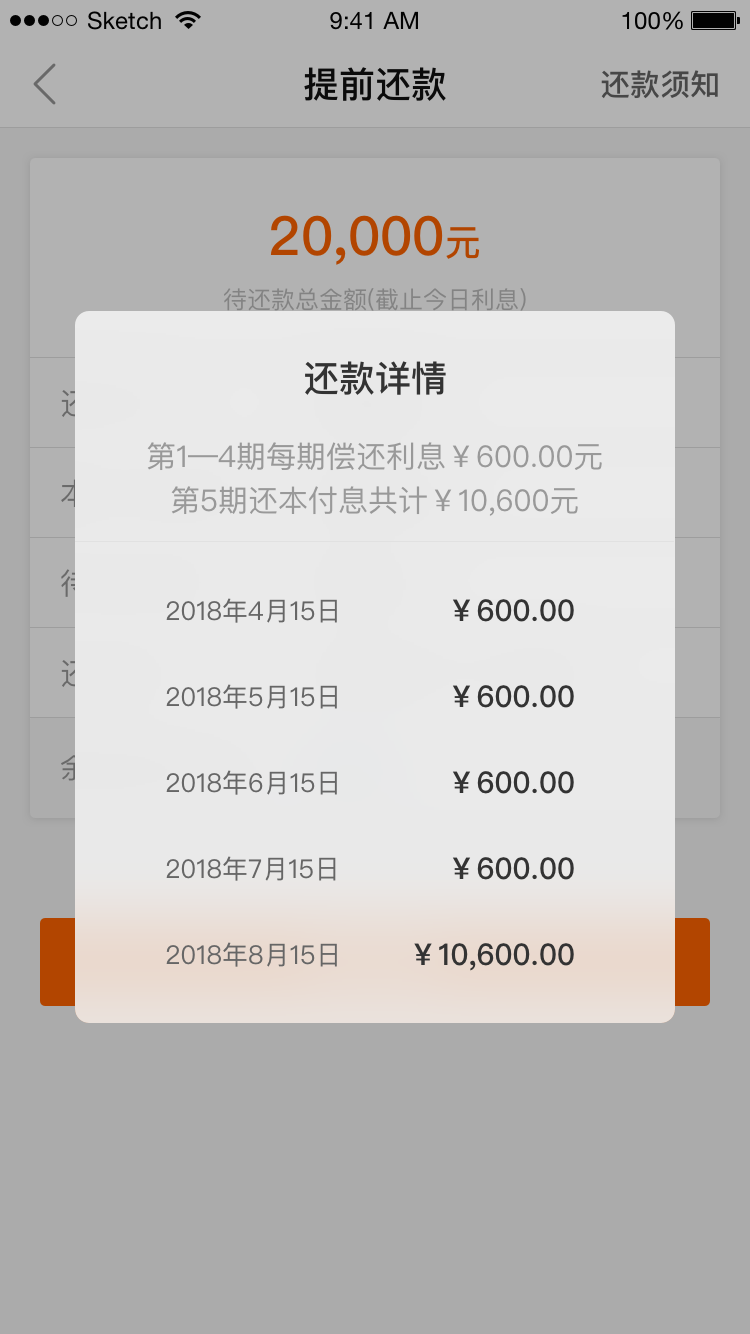 Sketch 9:41 AM 100%
提前还款 还款须知
20,000元
待还款总金额(截止今日利息)
还款详情
第1—4期每期偿还利息¥600.00元
第5期还本付息共计¥10,600元
2018年4月15日 ¥600.00
2018年5月15日 ¥600.00
2018年6月15日 ¥600.00
2018年7月15日 ¥600.00
2018年8月15日 ¥10,600.00